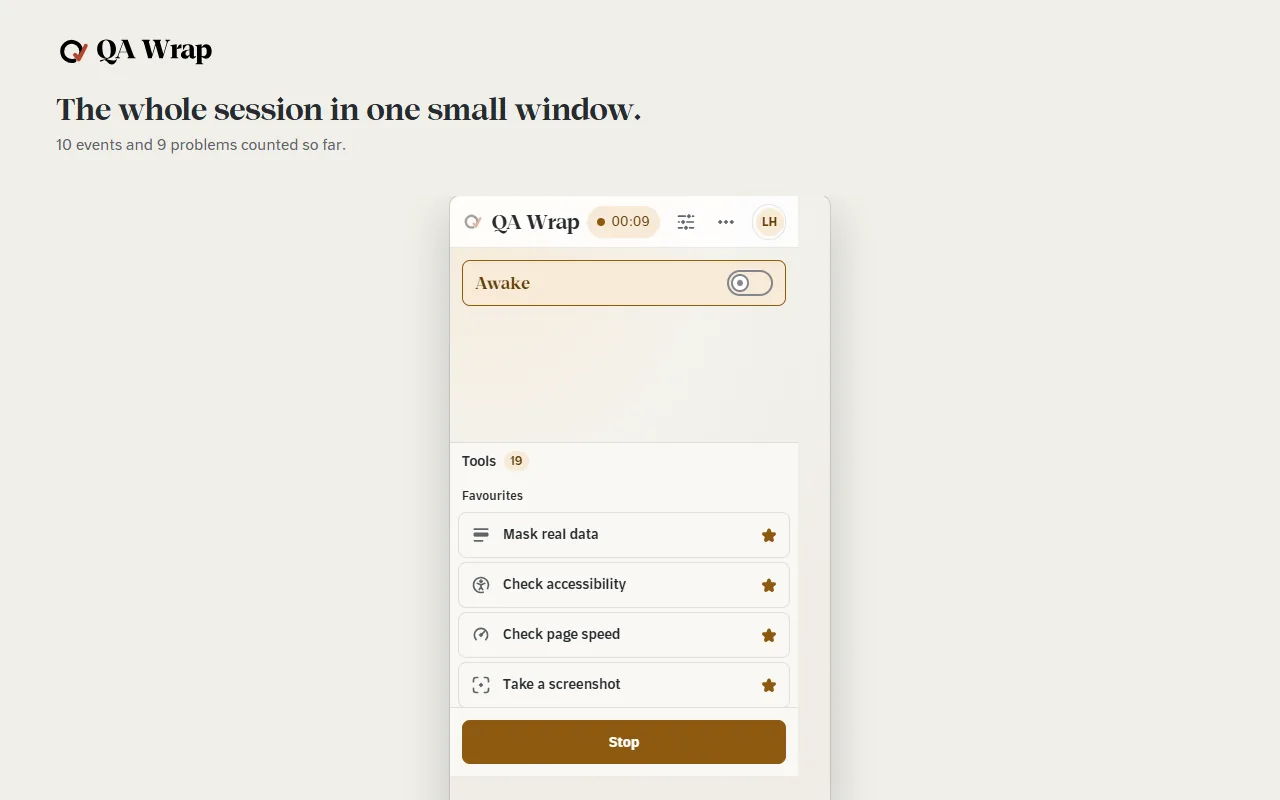 QA Wrap
The whole session in one small window.
10 events and 9 problems counted so far.
QA Wrap 00:09 LH
Awake
Tools 19
Favourites
Mask real data
Check accessibility
Check page speed
Take a screenshot
Stop